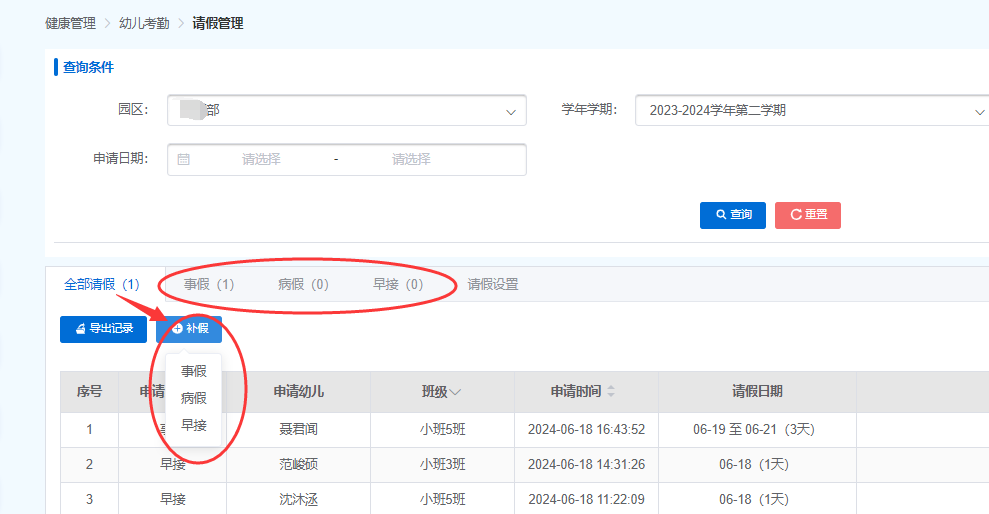 健康管理 > 幼儿考勤 > 请假管理
查询条件
园区： 部 学年学期： 2023-2024学年第二学期
申请日期： 请选择 - 请选择
查询 重置
全部请假（1） 事假（1） 病假（0） 早接（0） 请假设置
导出记录 补假
事假
病假
早接
序号 申请 申请幼儿 班级 申请时间 请假日期
1 聂君闻 小班5班 2024-06-18 16:43:52 06-19 至 06-21（3天）
2 早接 范峻硕 小班3班 2024-06-18 14:31:26 06-18（1天）
3 早接 沈沐涵 小班5班 2024-06-18 11:22:09 06-18（1天）